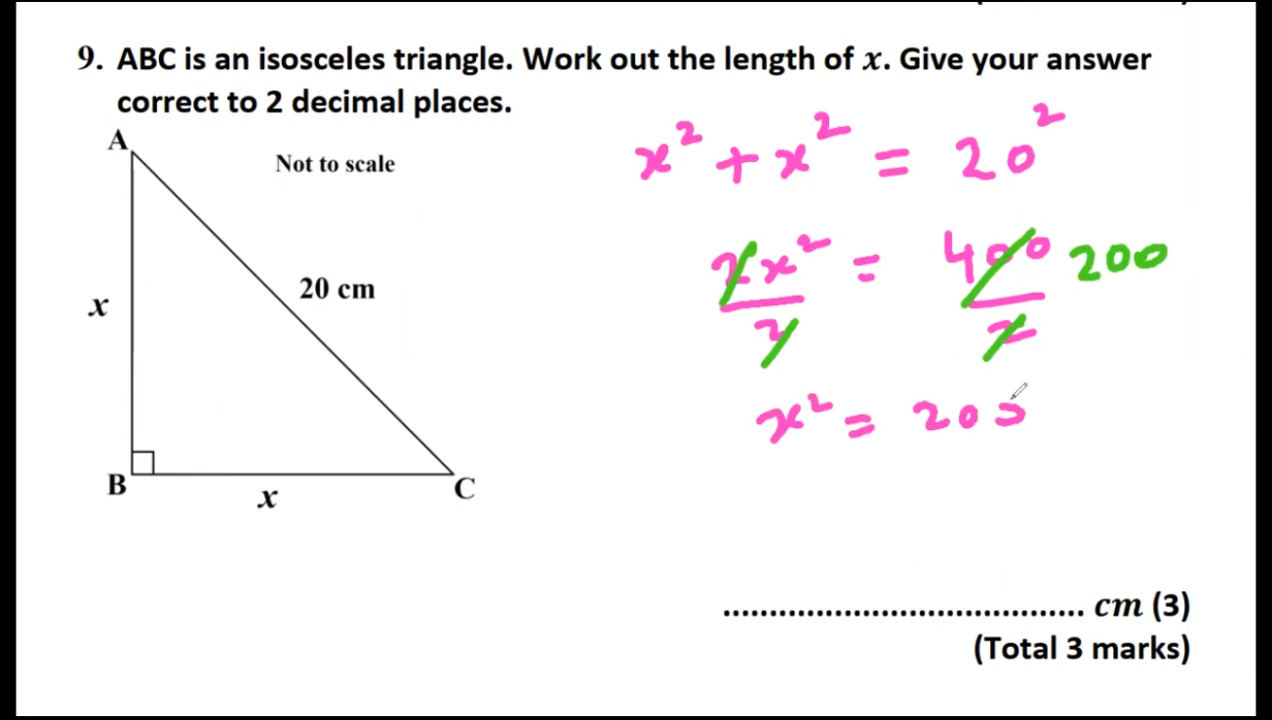 9. ABC is an isosceles triangle. Work out the length of x. Give your answer
correct to 2 decimal places.
A
Not to scale
x² + x² = 20²
20 cm
x
2x² = 400 200
2 2
x² = 20
B
x
C
.................................... cm (3)
(Total 3 marks)